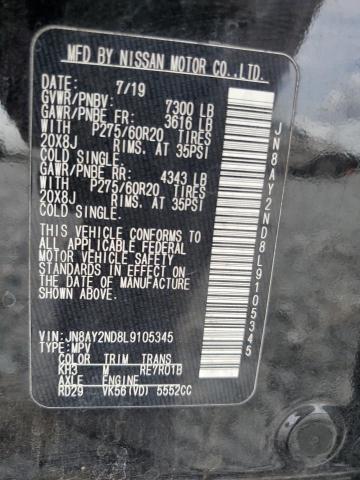 MFD BY NISSAN MOTOR CO.,LTD.
DATE: 7/19
GVWR/PNBV: 7300 LB
GAWR/PNBE FR: 3616 LB
WITH P275/60R20 TIRES
20X8J RIMS, AT 35PSI
COLD SINGLE.
GAWR/PNBE RR: 4343 LB
WITH P275/60R20 TIRES
20X8J RIMS, AT 35PSI
COLD SINGLE.
THIS VEHICLE CONFORMS TO
ALL APPLICABLE FEDERAL
MOTOR VEHICLE SAFETY
STANDARDS IN EFFECT ON
THE DATE OF MANUFACTURE
SHOWN ABOVE.
VIN: JN8AY2ND8L9105345
TYPE: MPV
COLOR TRIM TRANS
KH3 M RE7R01B
AXLE ENGINE
RD29 VK56(VD) 5552CC
JN8AY2ND8L9105345